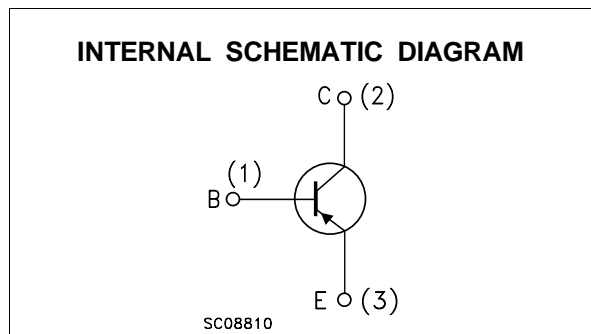 INTERNAL SCHEMATIC DIAGRAM
C (2)
(1)
B
E (3)
SC08810